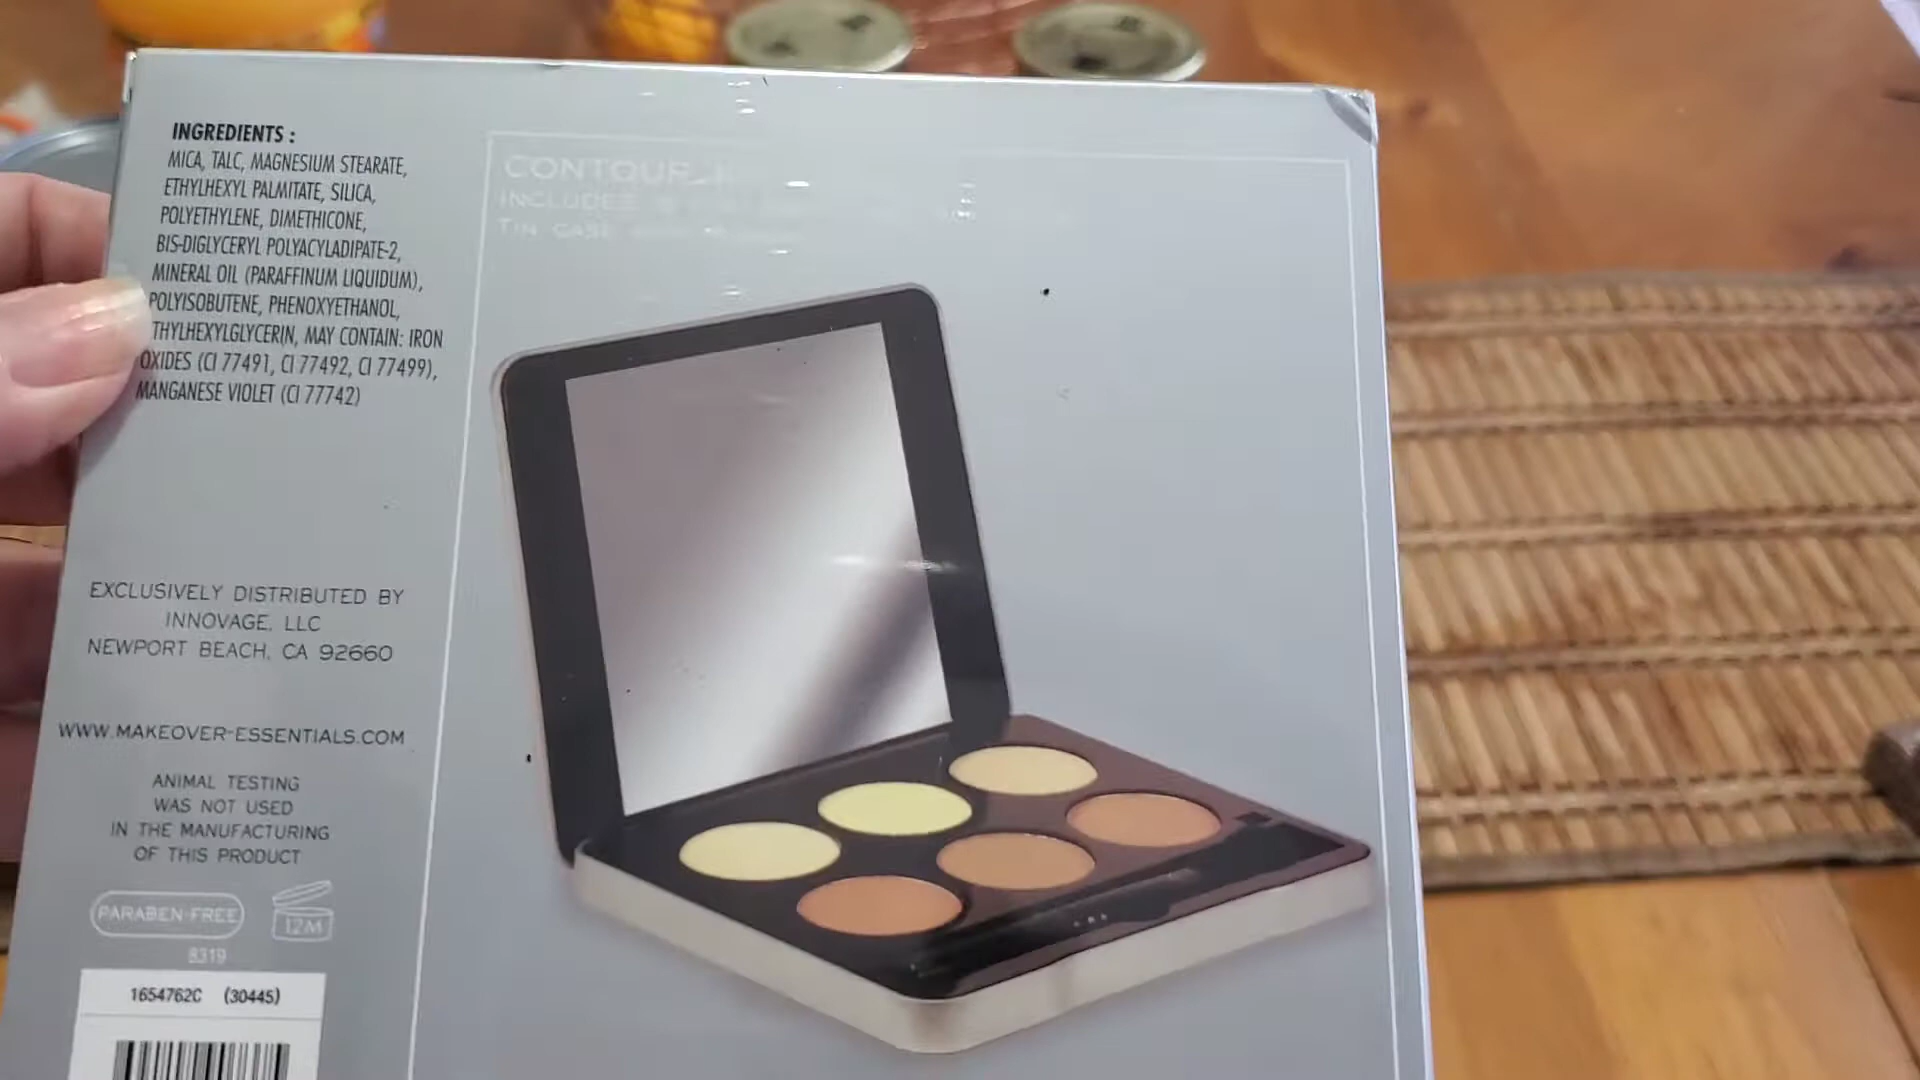 INGREDIENTS :
MICA, TALC, MAGNESIUM STEARATE,
ETHYLHEXYL PALMITATE, SILICA,
POLYETHYLENE, DIMETHICONE,
BIS-DIGLYCERYL POLYACYLADIPATE-2,
MINERAL OIL (PARAFFINUM LIQUIDUM),
POLYISOBUTENE, PHENOXYETHANOL,
THYLHEXYLGLYCERIN, MAY CONTAIN: IRON
OXIDES (CI 77491, CI 77492, CI 77499),
MANGANESE VIOLET (CI 77742)
EXCLUSIVELY DISTRIBUTED BY
INNOVAGE, LLC
NEWPORT BEACH, CA 92660
WWW.MAKEOVER-ESSENTIALS.COM
ANIMAL TESTING
WAS NOT USED
IN THE MANUFACTURING
OF THIS PRODUCT
PARABEN-FREE
12M
8319
1654762C (30445)
CONTOUR
INCLUDES
TIN CASE